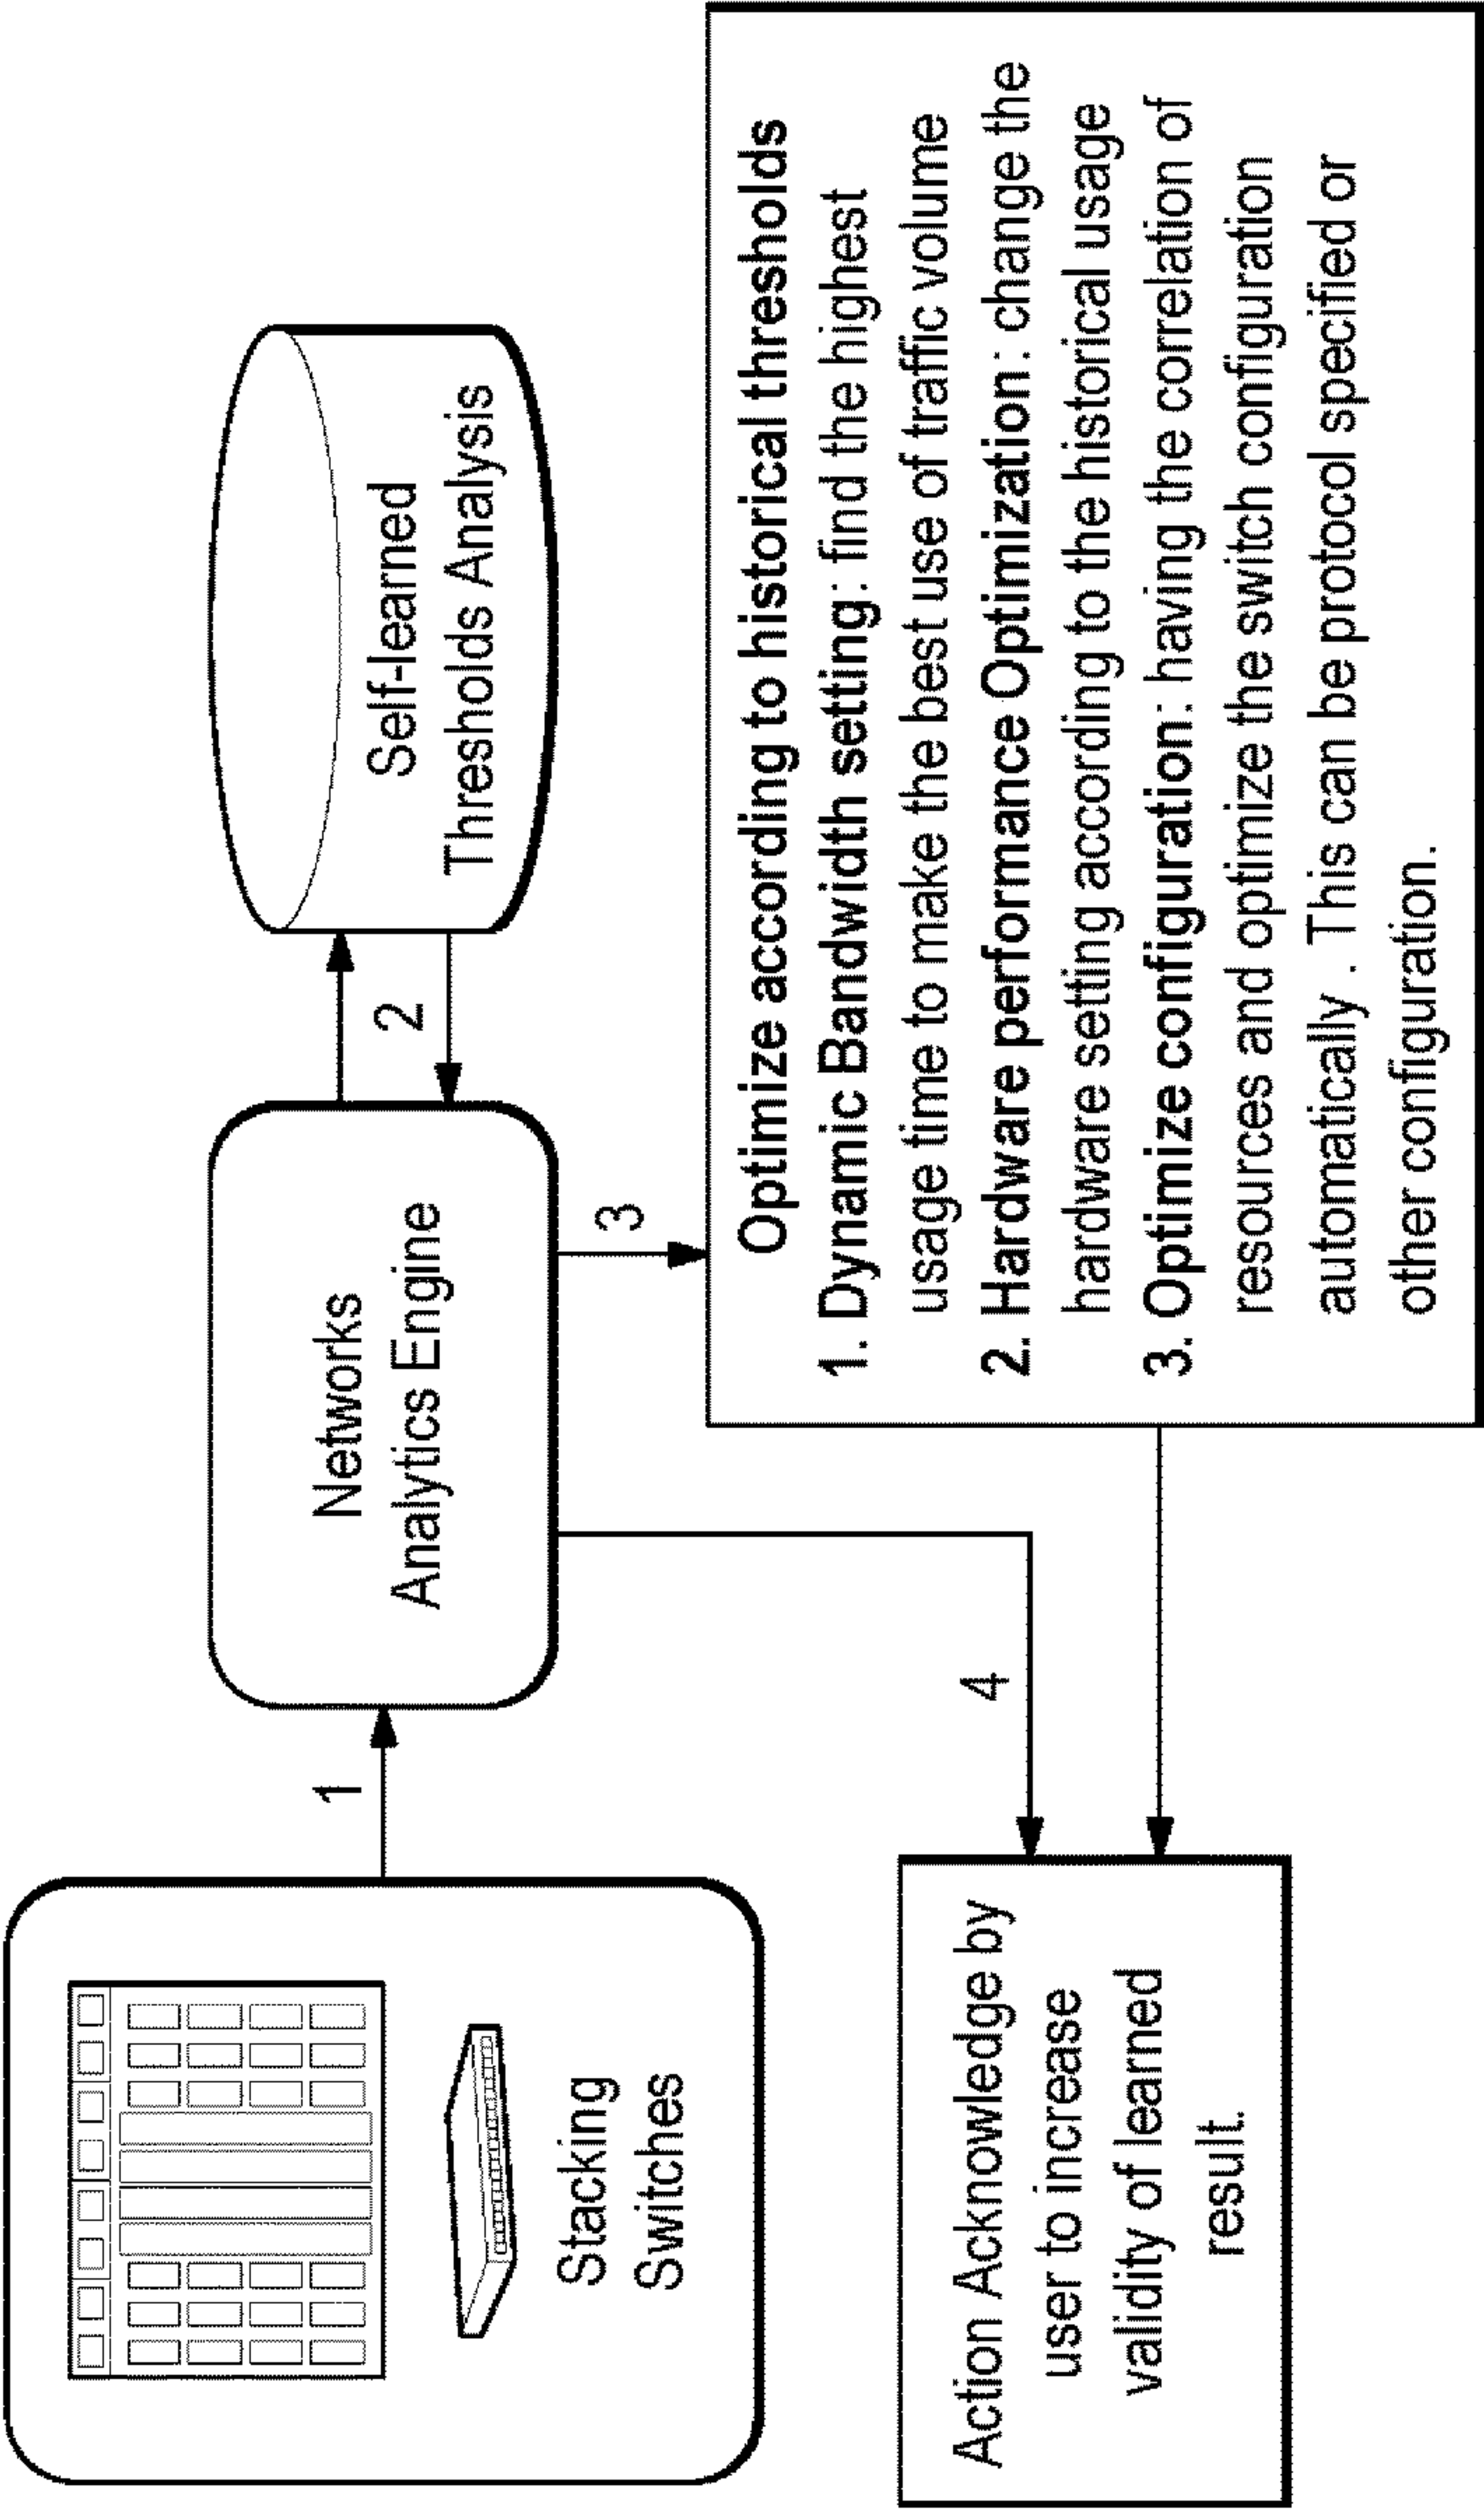 Stacking
Switches
1
Networks
Analytics Engine
2
Self-learned
Thresholds Analysis
3
4
Optimize according to historical thresholds
1. Dynamic Bandwidth setting: find the highest
usage time to make the best use of traffic volume
2. Hardware performance Optimization: change the
hardware setting according to the historical usage
3. Optimize configuration: having the correlation of
resources and optimize the switch configuration
automatically . This can be protocol specified or
other configuration.
Action Acknowledge by
user to increase
validity of learned
result.